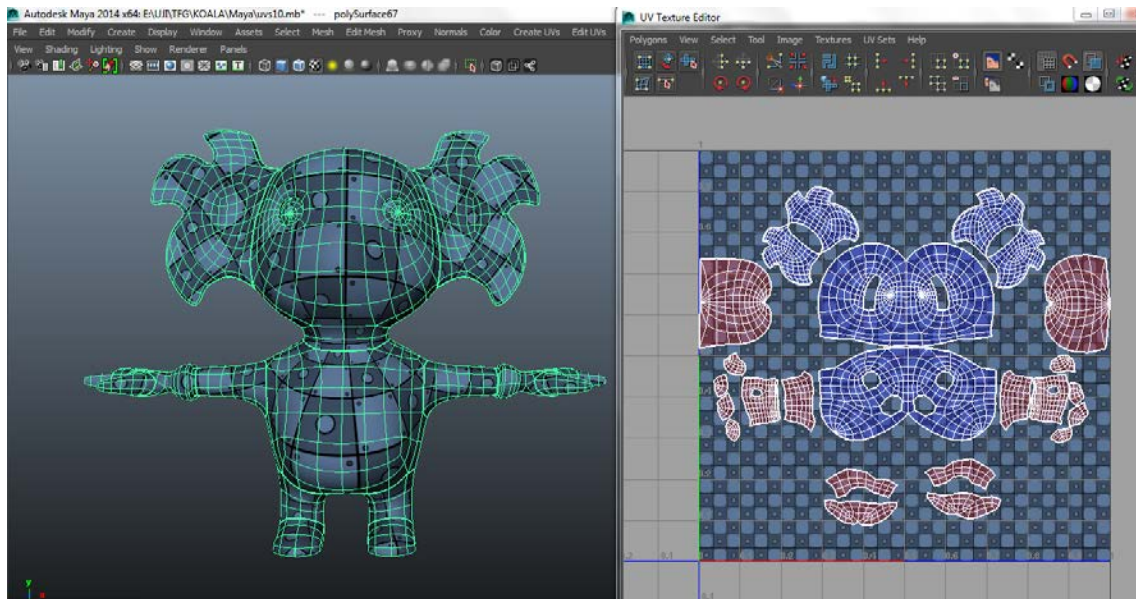 Autodesk Maya 2014 x64: E:\UJI\TFG\KOALA\Maya\uvs10.mb* --- polySurface67
File Edit Modify Create Display Window Assets Select Mesh Edit Mesh Proxy Normals Color Create UVs Edit UVs
View Shading Lighting Show Renderer Panels
y
x
UV Texture Editor
Polygons View Select Tool Image Textures UV Sets Help
1